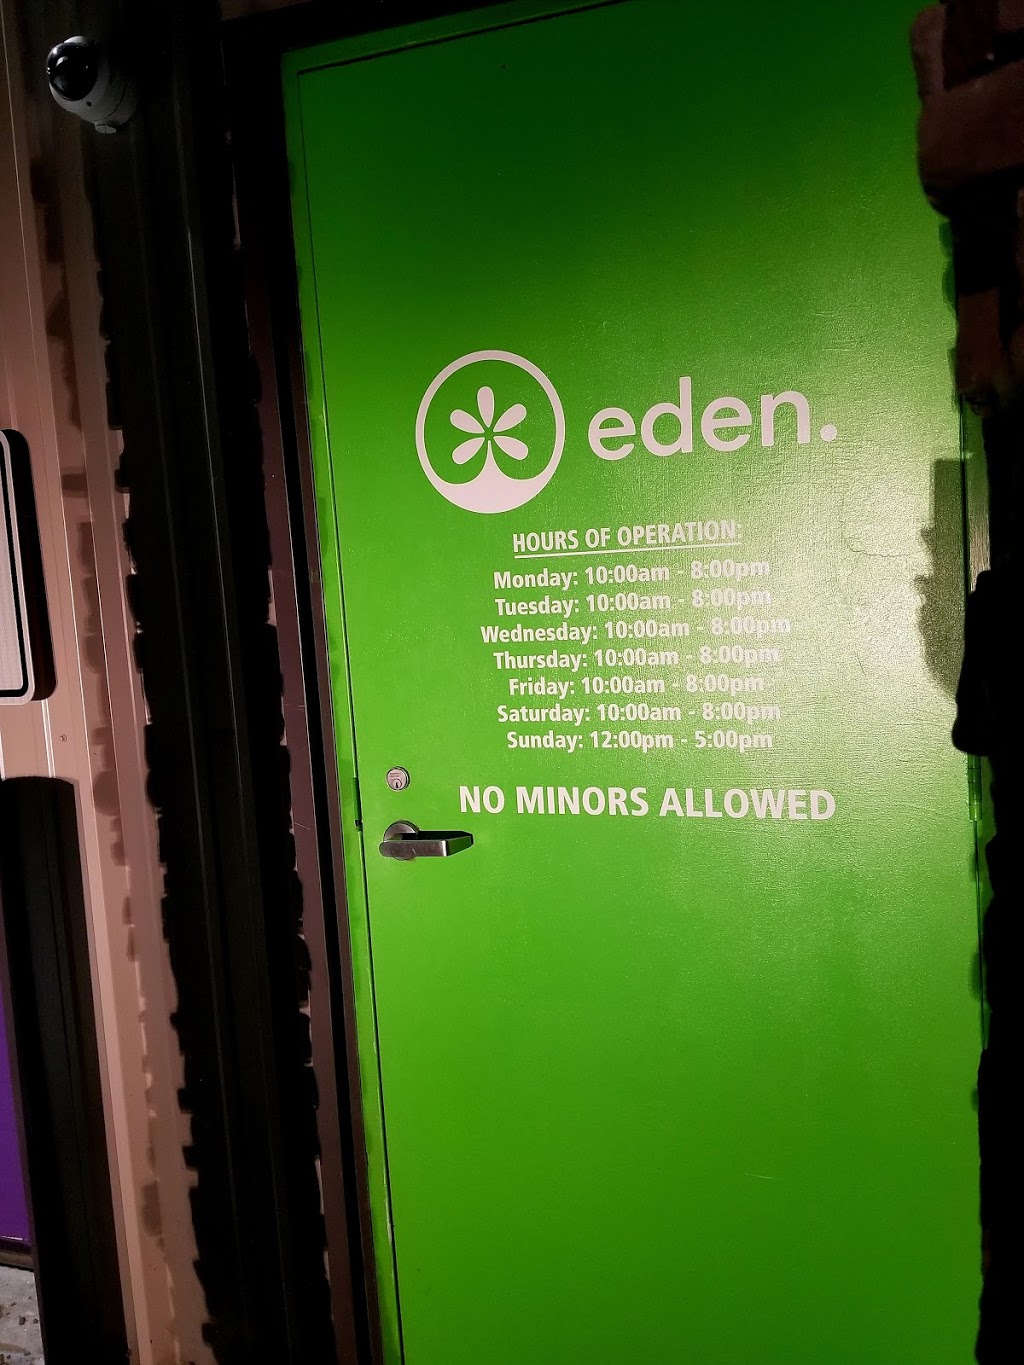 eden.
HOURS OF OPERATION:
Monday: 10:00am - 8:00pm
Tuesday: 10:00am - 8:00pm
Wednesday: 10:00am - 8:00pm
Thursday: 10:00am - 8:00pm
Friday: 10:00am - 8:00pm
Saturday: 10:00am - 8:00pm
Sunday: 12:00pm - 5:00pm
NO MINORS ALLOWED